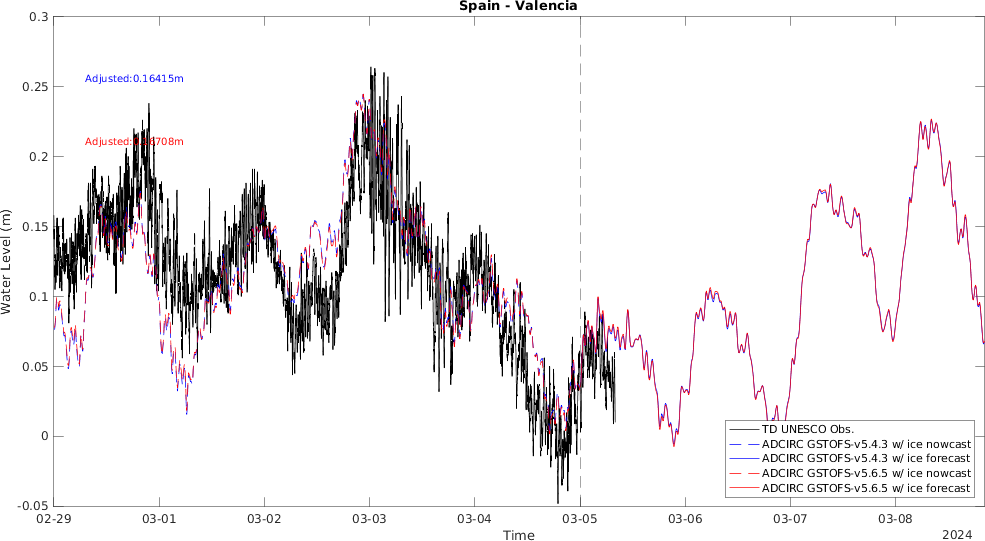 Spain - Valencia
0.3
0.25
0.2
0.15
0.1
0.05
0
-0.05
Water Level (m)
Adjusted:0.16415m
Adjusted:0.16708m
TD UNESCO Obs.
ADCIRC GSTOFS-v5.4.3 w/ ice nowcast
ADCIRC GSTOFS-v5.4.3 w/ ice forecast
ADCIRC GSTOFS-v5.6.5 w/ ice nowcast
ADCIRC GSTOFS-v5.6.5 w/ ice forecast
02-29 03-01 03-02 03-03 03-04 03-05 03-06 03-07 03-08
Time
2024